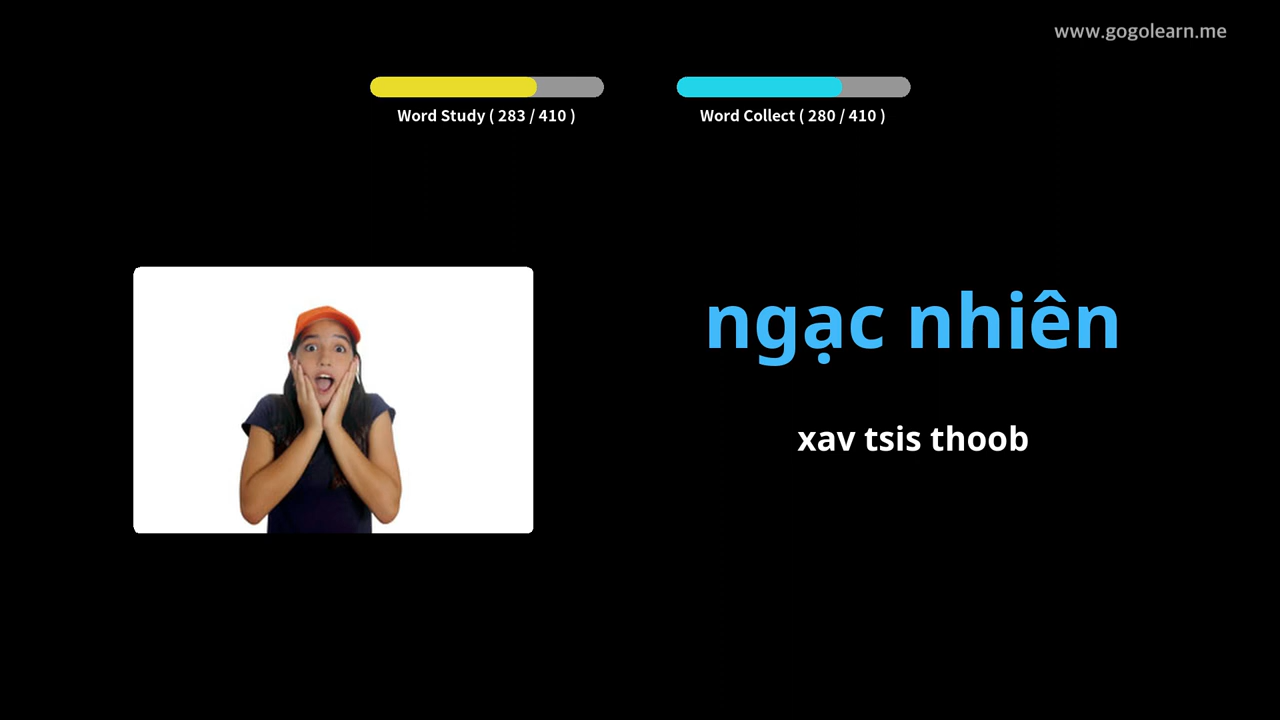 www.gogolearn.me
Word Study ( 283 / 410 )
Word Collect ( 280 / 410 )
ngạc nhiên
xav tsis thoob